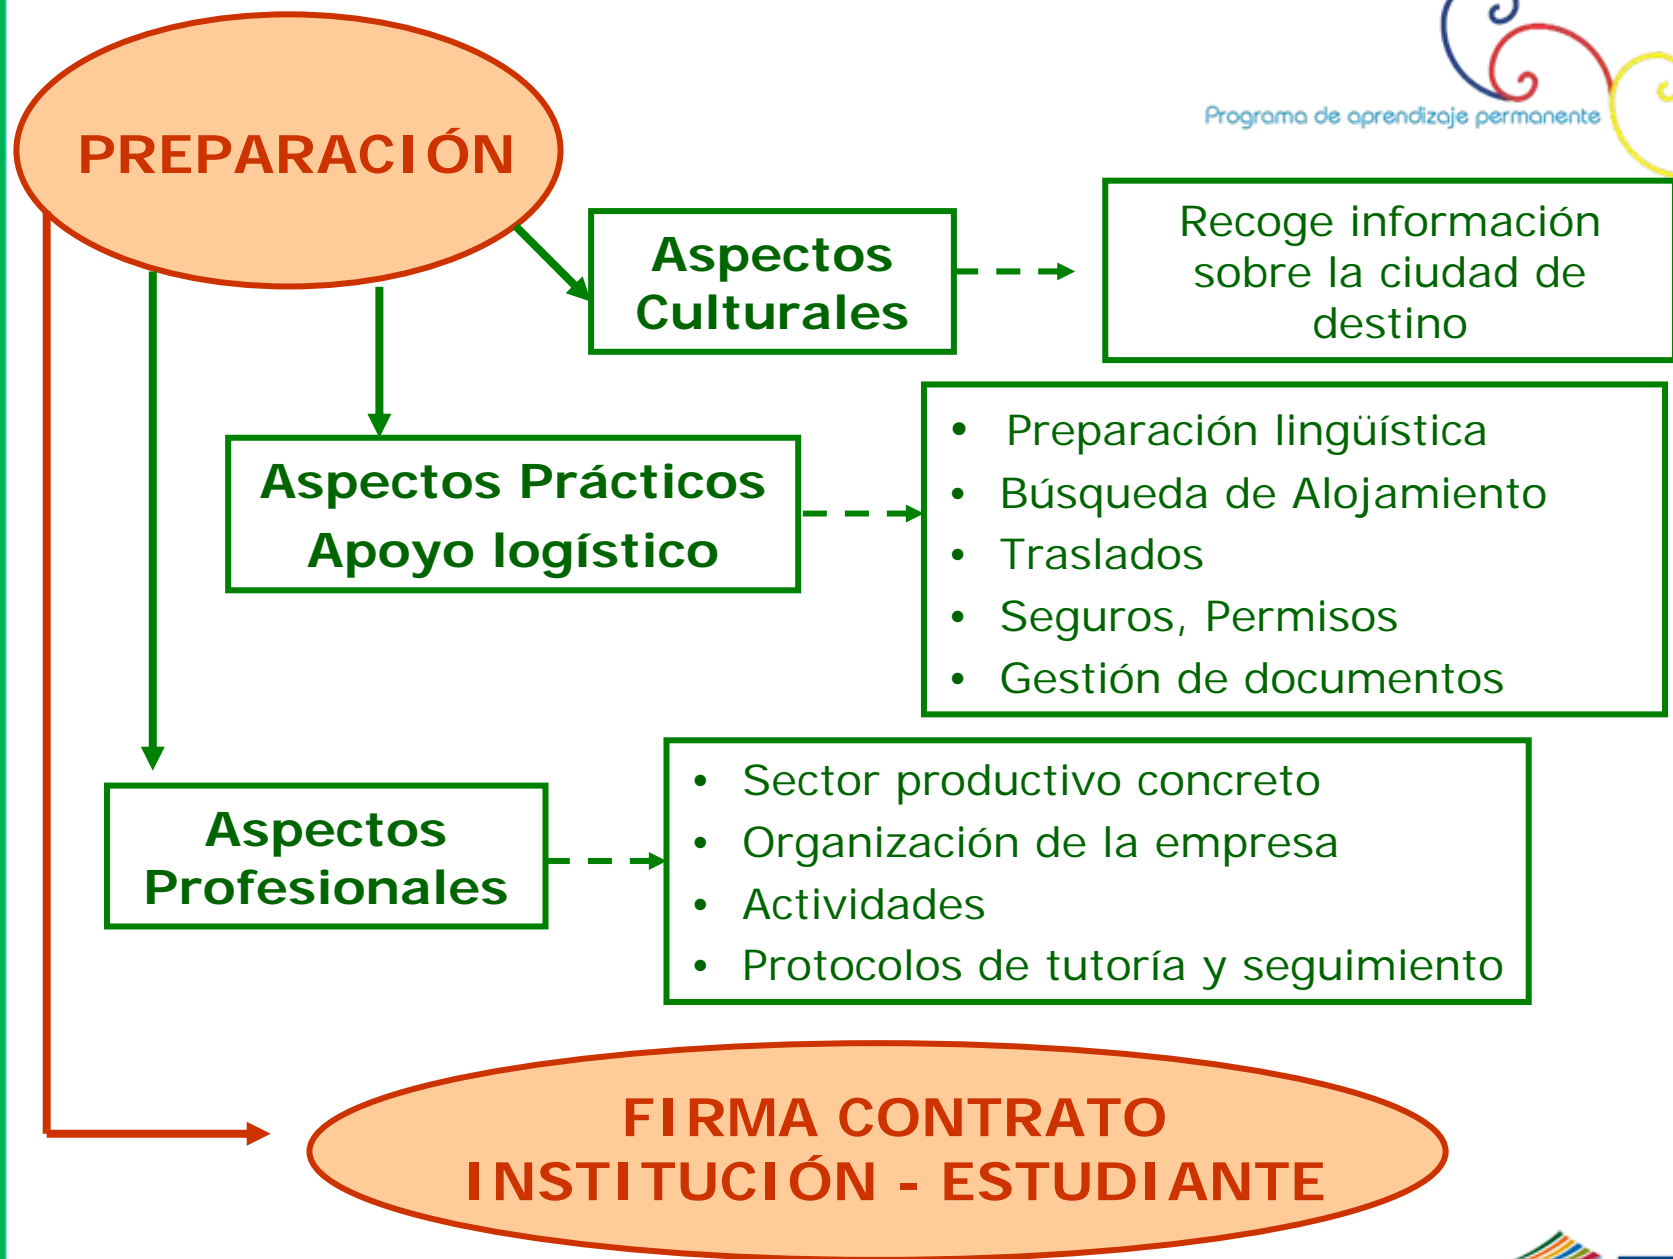 PREPARACIÓN
Programa de aprendizaje permanente
Aspectos
Culturales
Recoge información
sobre la ciudad de
destino
Aspectos Prácticos
Apoyo logístico
• Preparación lingüística
• Búsqueda de Alojamiento
• Traslados
• Seguros, Permisos
• Gestión de documentos
Aspectos
Profesionales
• Sector productivo concreto
• Organización de la empresa
• Actividades
• Protocolos de tutoría y seguimiento
FIRMA CONTRATO
INSTITUCIÓN - ESTUDIANTE